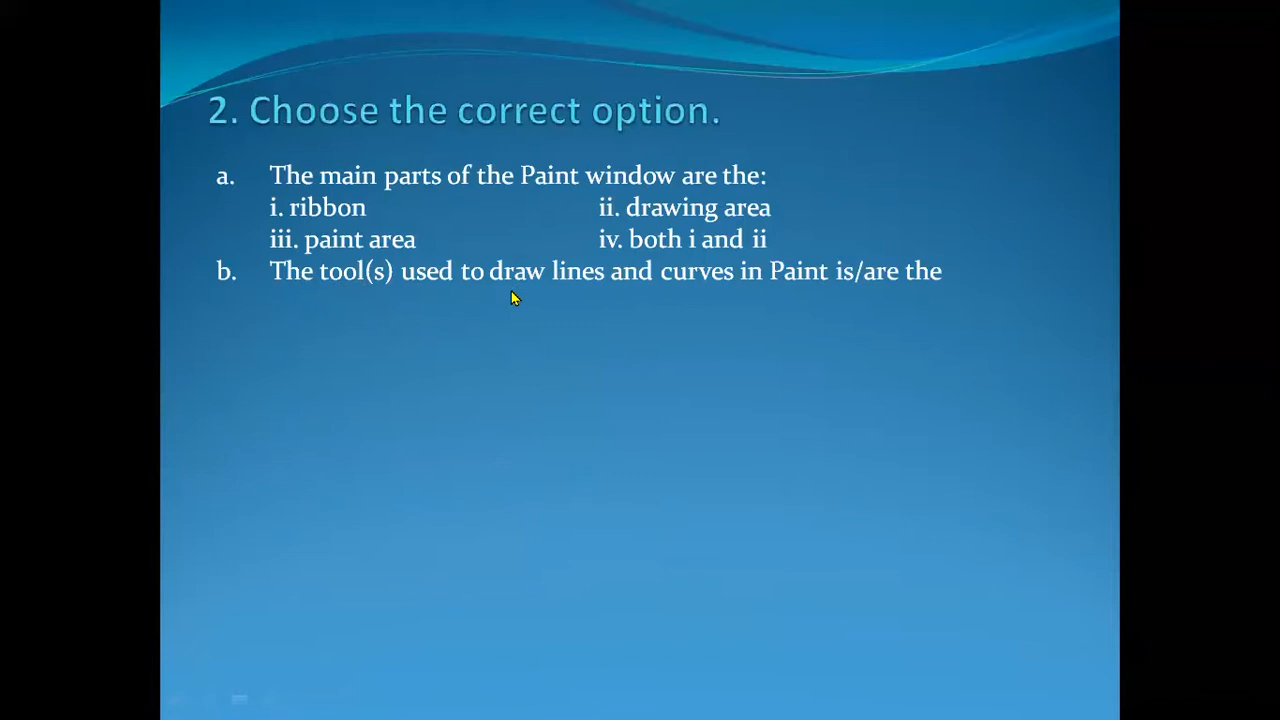 2. Choose the correct option.
a. The main parts of the Paint window are the:
i. ribbon ii. drawing area
iii. paint area iv. both i and ii
b. The tool(s) used to draw lines and curves in Paint is/are the